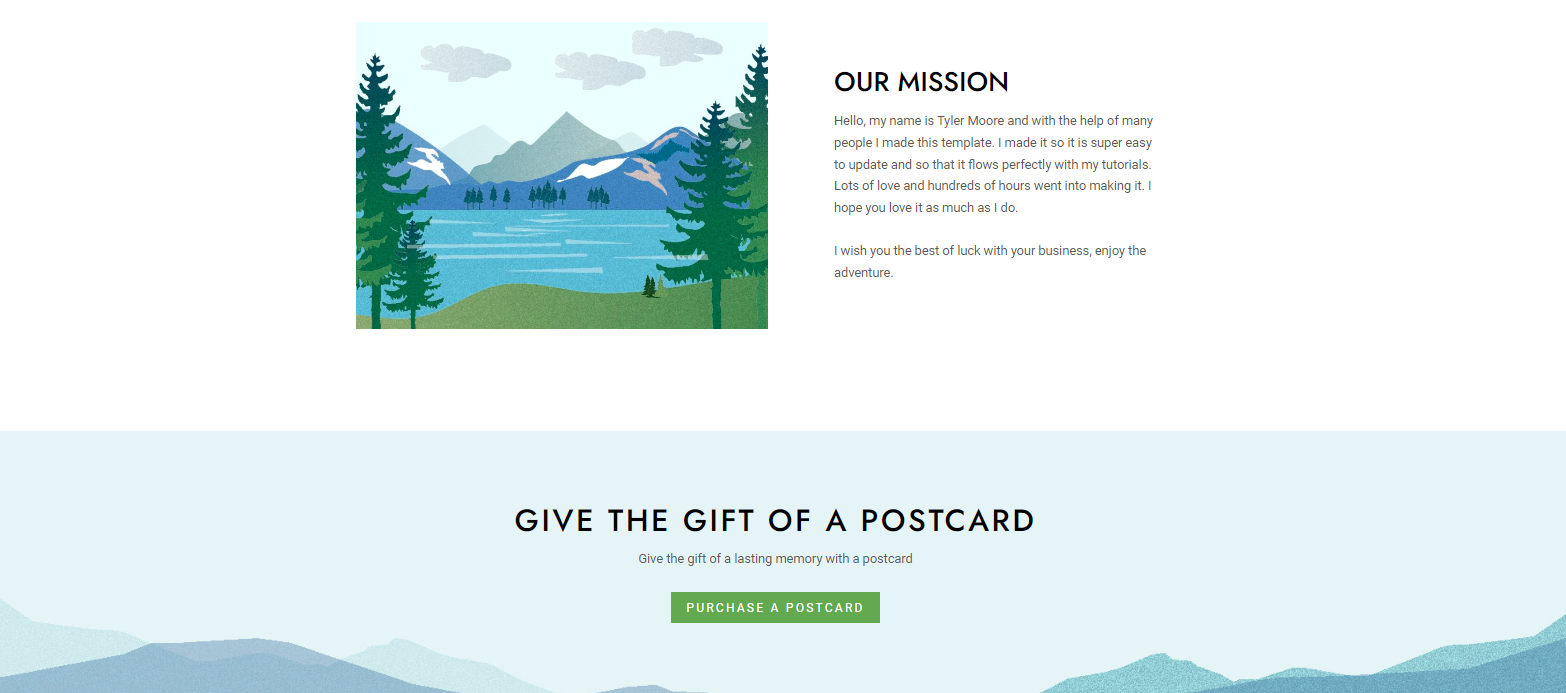 OUR MISSION
Hello, my name is Tyler Moore and with the help of many
people I made this template. I made it so it is super easy
to update and so that it flows perfectly with my tutorials.
Lots of love and hundreds of hours went into making it. I
hope you love it as much as I do.
I wish you the best of luck with your business, enjoy the
adventure.
GIVE THE GIFT OF A POSTCARD
Give the gift of a lasting memory with a postcard
PURCHASE A POSTCARD